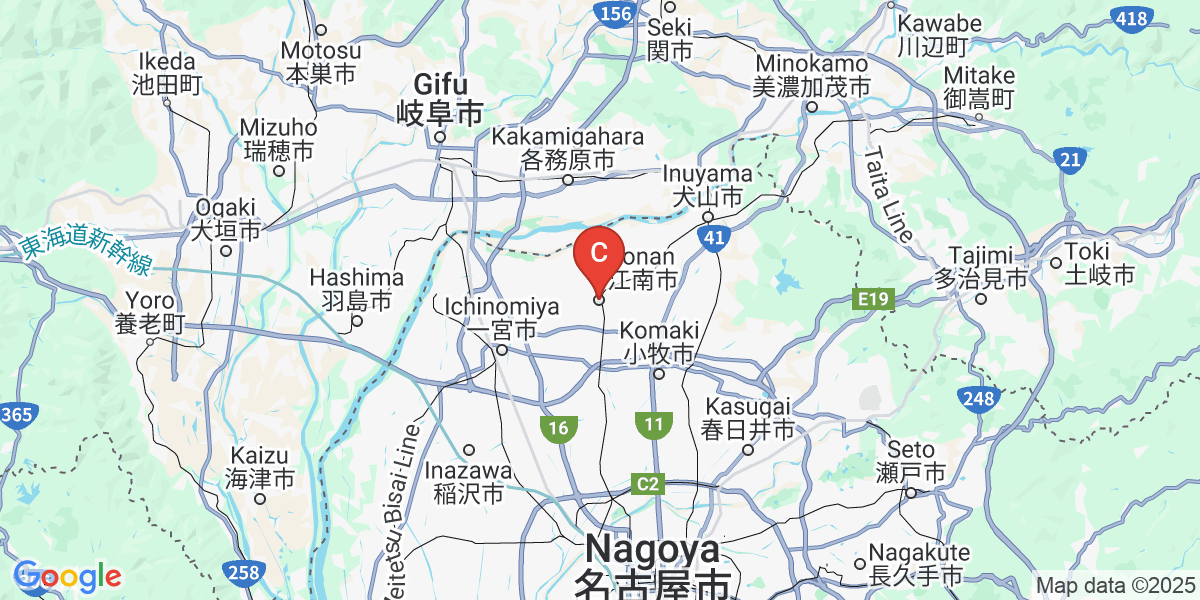 156
418
Seki
関市
Kawabe
川辺町
Ikeda
池田町
Motosu
本巣市
Gifu
岐阜市
Minokamo
美濃加茂市
Mitake
御嵩町
Mizuho
瑞穂市
Kakamigahara
各務原市
21
Inuyama
犬山市
Taita Line
Ogaki
大垣市
東海道新幹線
41
C
onan
江南市
Hashima
羽島市
Tajimi
多治見市
Toki
土岐市
Yoro
養老町
Ichinomiya
一宮市
E19
Komaki
小牧市
365
16
11
Kasugai
春日井市
248
Kaizu
海津市
Inazawa
稲沢市
Meitetsu-Bisai-Line
Seto
瀬戸市
C2
Nagoya
名古屋市
258
Nagakute
長久手市
Google
Map data ©2025